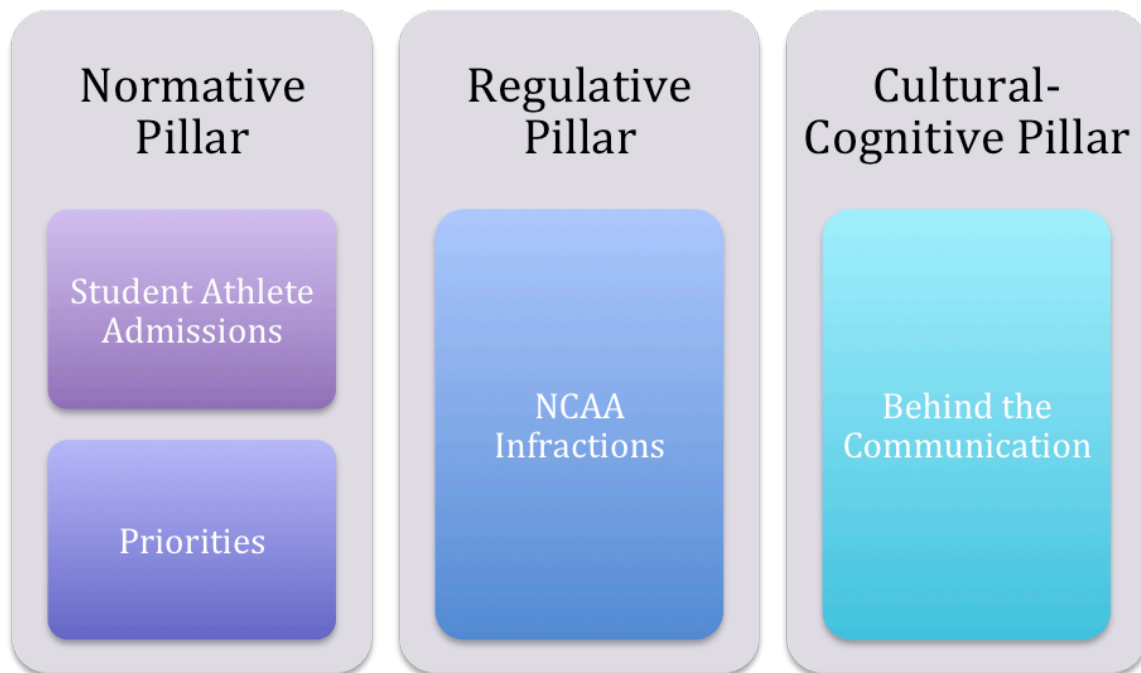 Normative
Pillar
Student Athlete
Admissions
Priorities
Regulative
Pillar
NCAA
Infractions
Cultural-
Cognitive Pillar
Behind the
Communication